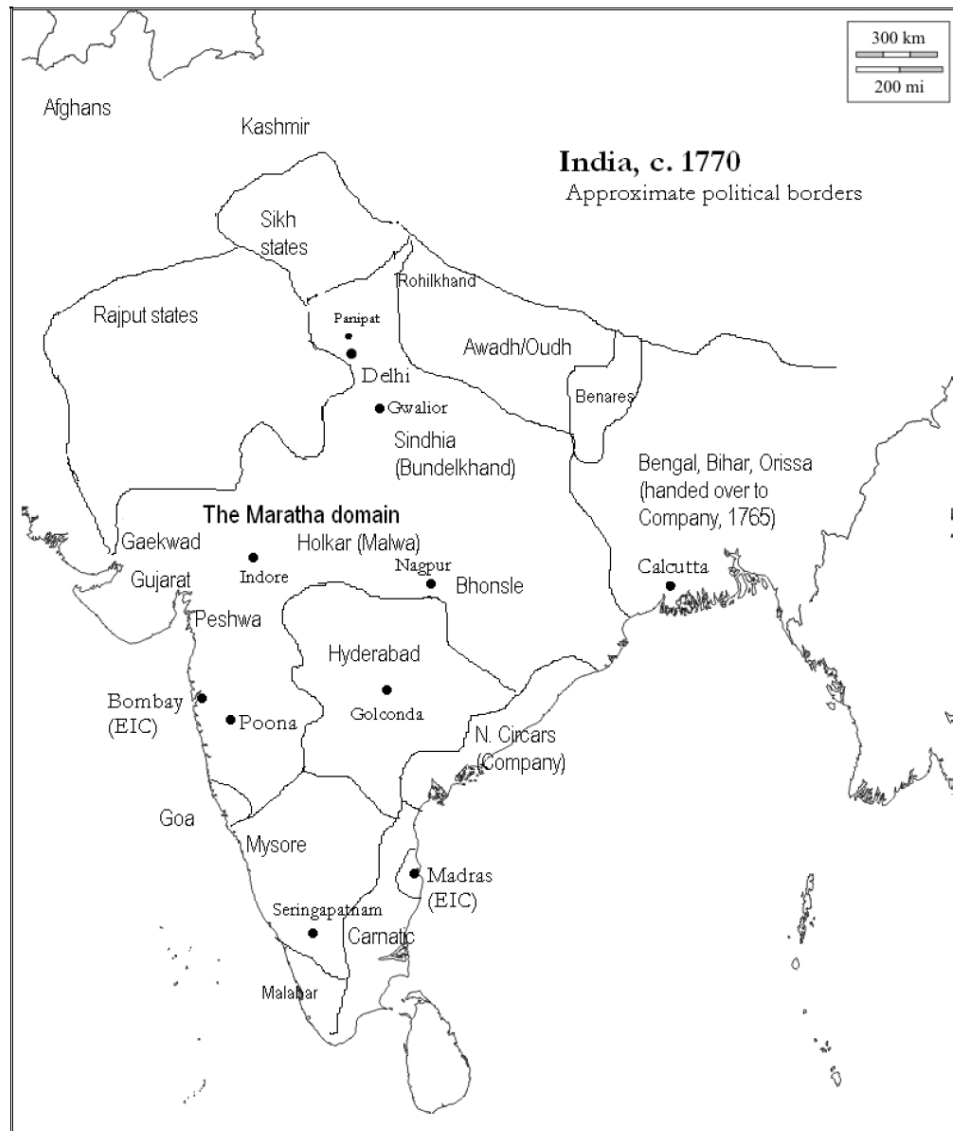 300 km
200 mi
Afghans
Kashmir
India, c. 1770
Approximate political borders
Sikh
states
Rohilkhand
Rajput states
Panipat
Awadh/Oudh
Delhi
Benares
Gwalior
Sindhia
(Bundelkhand)
Bengal, Bihar, Orissa
(handed over to
Company, 1765)
The Maratha domain
Gaekwad
Holkar (Malwa)
Indore
Nagpur
Calcutta
Gujarat
Bhonsle
Peshwa
Hyderabad
Bombay
(EIC)
Poona
Golconda
N. Circars
(Company)
Goa
Mysore
Madras
(EIC)
Seringapatnam
Carnatic
Malabar